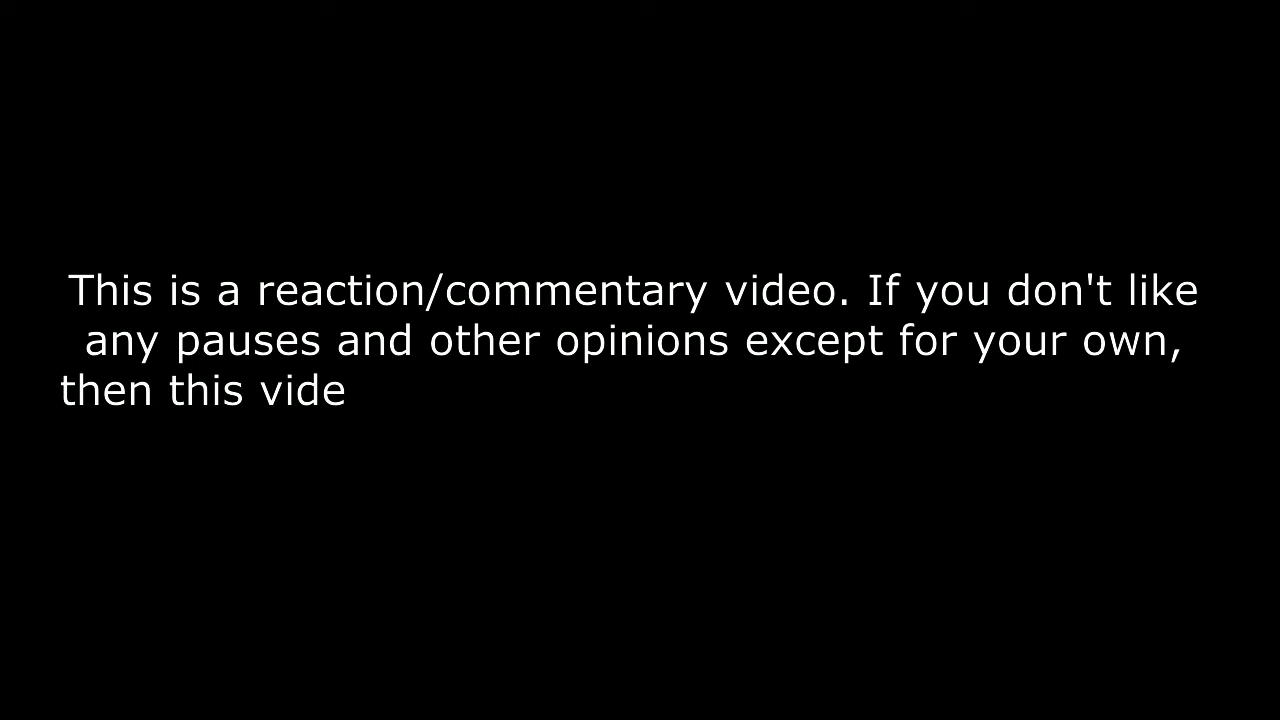 This is a reaction/commentary video. If you don't like
any pauses and other opinions except for your own,
then this vide